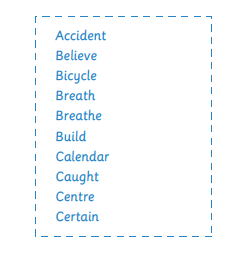 Accident
Believe
Bicycle
Breath
Breathe
Build
Calendar
Caught
Centre
Certain